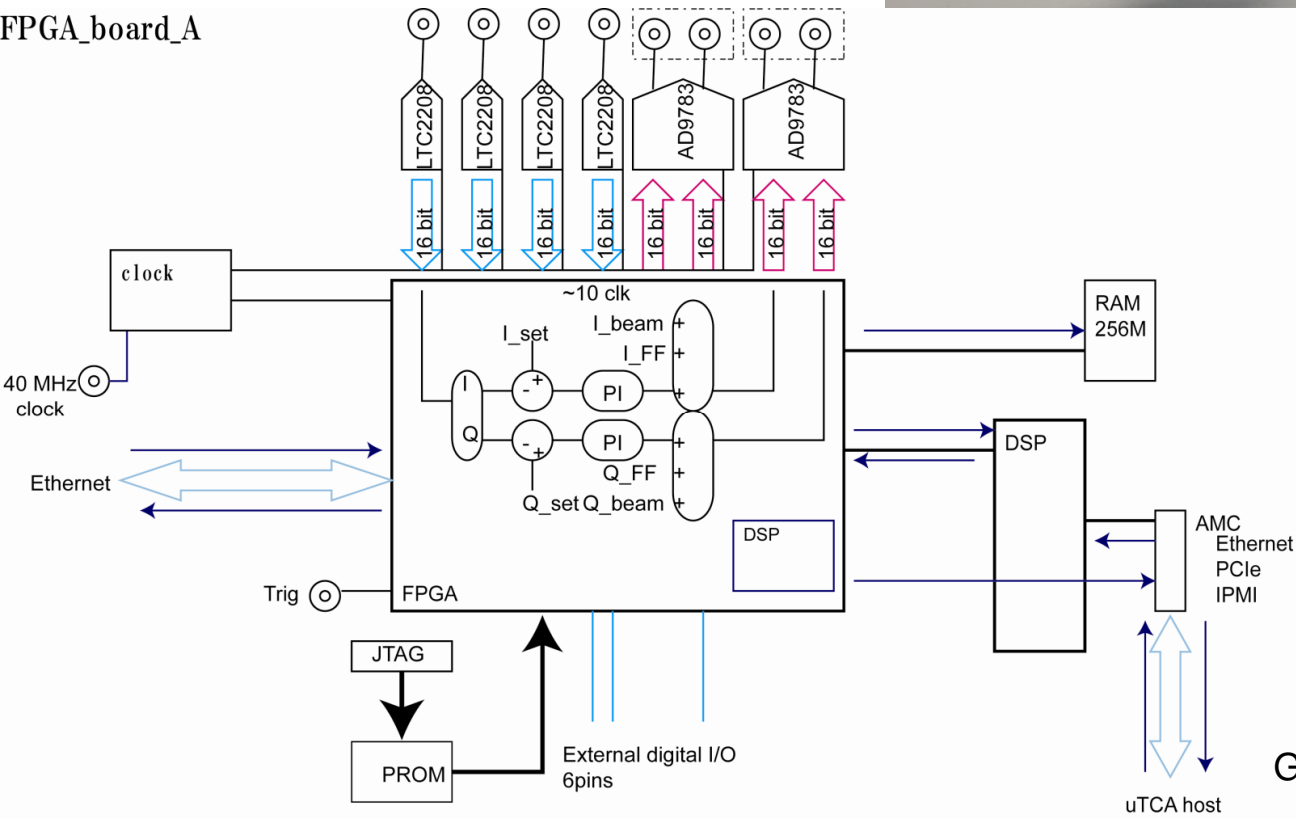 FPGA_board_A
LTC2208
LTC2208
LTC2208
LTC2208
AD9783
AD9783
16 bit
16 bit
16 bit
16 bit
16 bit
16 bit
16 bit
16 bit
clock
40 MHz
clock
~10 clk
I_beam
I_set
I_FF
I
PI
Q
PI
Q_FF
Q_set
Q_beam
+
+
+
-
+
-
+
+
+
+
DSP
FPGA
RAM
256M
DSP
AMC
Ethernet
PCIe
IPMI
Ethernet
Trig
JTAG
PROM
External digital I/O
6pins
uTCA host
G